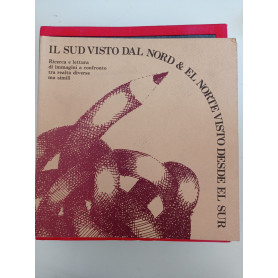 IL SUD VISTO DAL NORD & EL NORTE VISTO DESDE EL SUR
Ricerca e lettura
di immagini a confronto
tra realtà diverse
ma simili